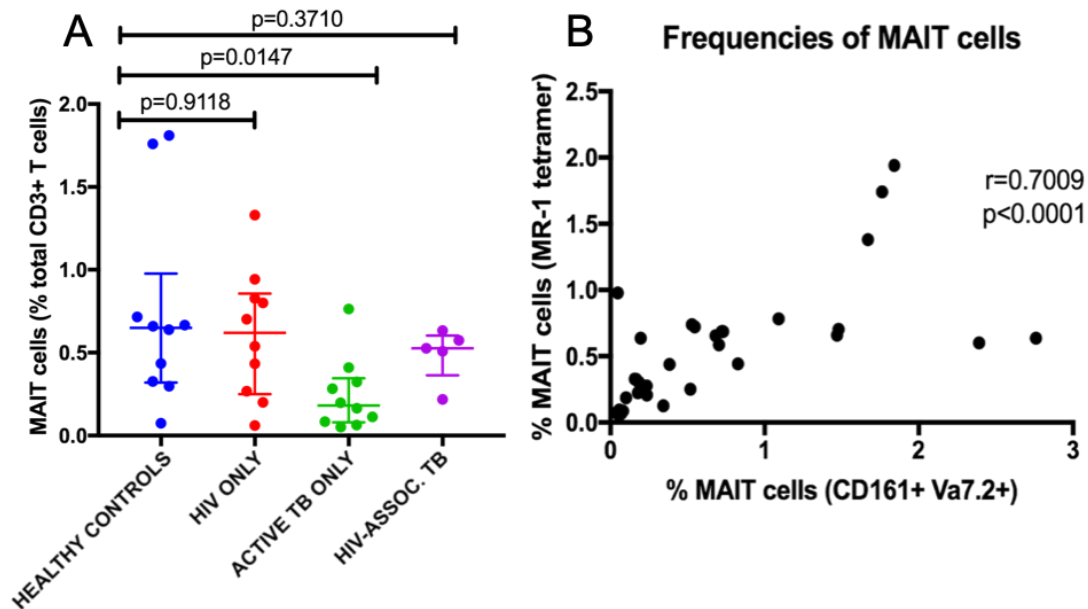 A
p=0.3710
p=0.0147
p=0.9118
MAIT cells (% total CD3+ T cells)
2.0
1.5
1.0
0.5
0.0
HEALTHY CONTROLS
HIV ONLY
ACTIVE TB ONLY
HIV-ASSOC. TB
B
Frequencies of MAIT cells
% MAIT cells (MR-1 tetramer)
2.5
2.0
1.5
1.0
0.5
0.0
r=0.7009
p<0.0001
0
1
2
3
% MAIT cells (CD161+ Va7.2+)